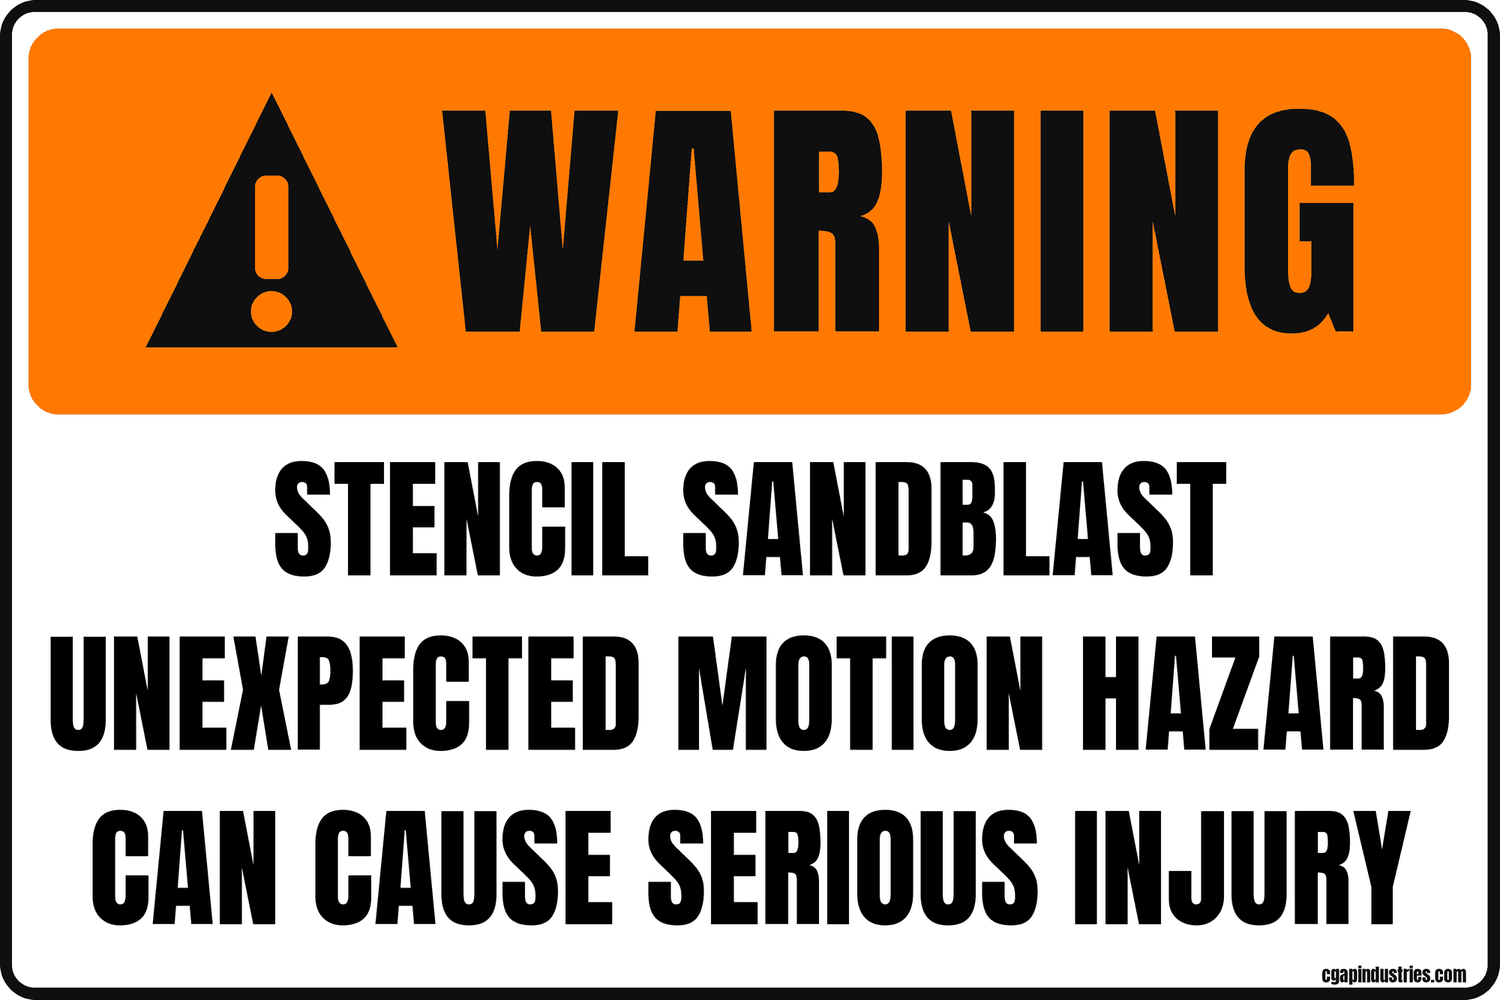 WARNING
STENCIL SANDBLAST
UNEXPECTED MOTION HAZARD
CAN CAUSE SERIOUS INJURY
cgapindustries.com